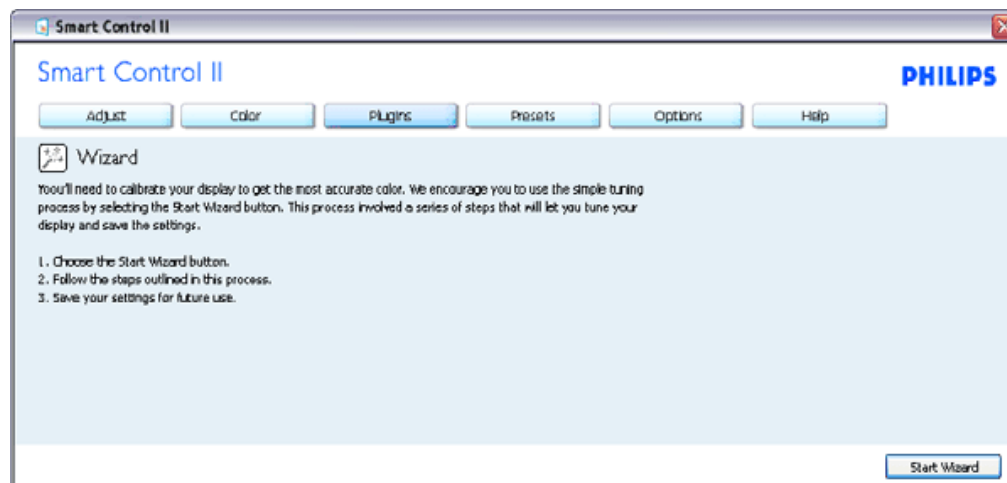 Smart Control II
Smart Control II
PHILIPS
Adjust Color Plugins Presets Options Help
Wizard
Yoou'll need to calibrate your display to get the most accurate color. We encourage you to use the simple tuning
process by selecting the Start Wizard button. This process involved a series of steps that will let you tune your
display and save the settings.
1. Choose the Start Wizard button.
2. Follow the steps outlined in this process.
3. Save your settings for future use.
Start Wizard